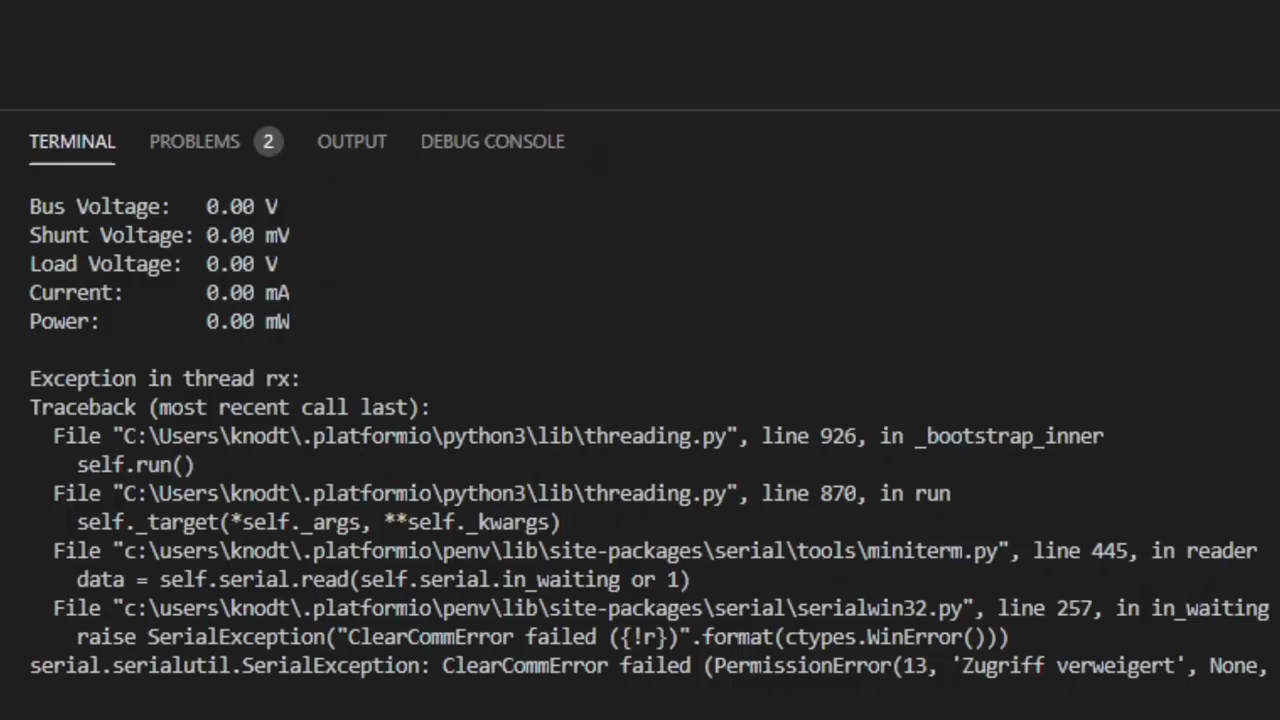 TERMINAL PROBLEMS 2 OUTPUT DEBUG CONSOLE
Bus Voltage:   0.00 V
Shunt Voltage: 0.00 mV
Load Voltage:  0.00 V
Current:       0.00 mA
Power:         0.00 mW
Exception in thread rx:
Traceback (most recent call last):
  File "C:\Users\knodt\.platformio\python3\lib\threading.py", line 926, in _bootstrap_inner
    self.run()
  File "C:\Users\knodt\.platformio\python3\lib\threading.py", line 870, in run
    self._target(*self._args, **self._kwargs)
  File "c:\users\knodt\.platformio\penv\lib\site-packages\serial\tools\miniterm.py", line 445, in reader
    data = self.serial.read(self.serial.in_waiting or 1)
  File "c:\users\knodt\.platformio\penv\lib\site-packages\serial\serialwin32.py", line 257, in in_waiting
    raise SerialException("ClearCommError failed ({!r})".format(ctypes.WinError()))
serial.serialutil.SerialException: ClearCommError failed (PermissionError(13, 'Zugriff verweigert', None,